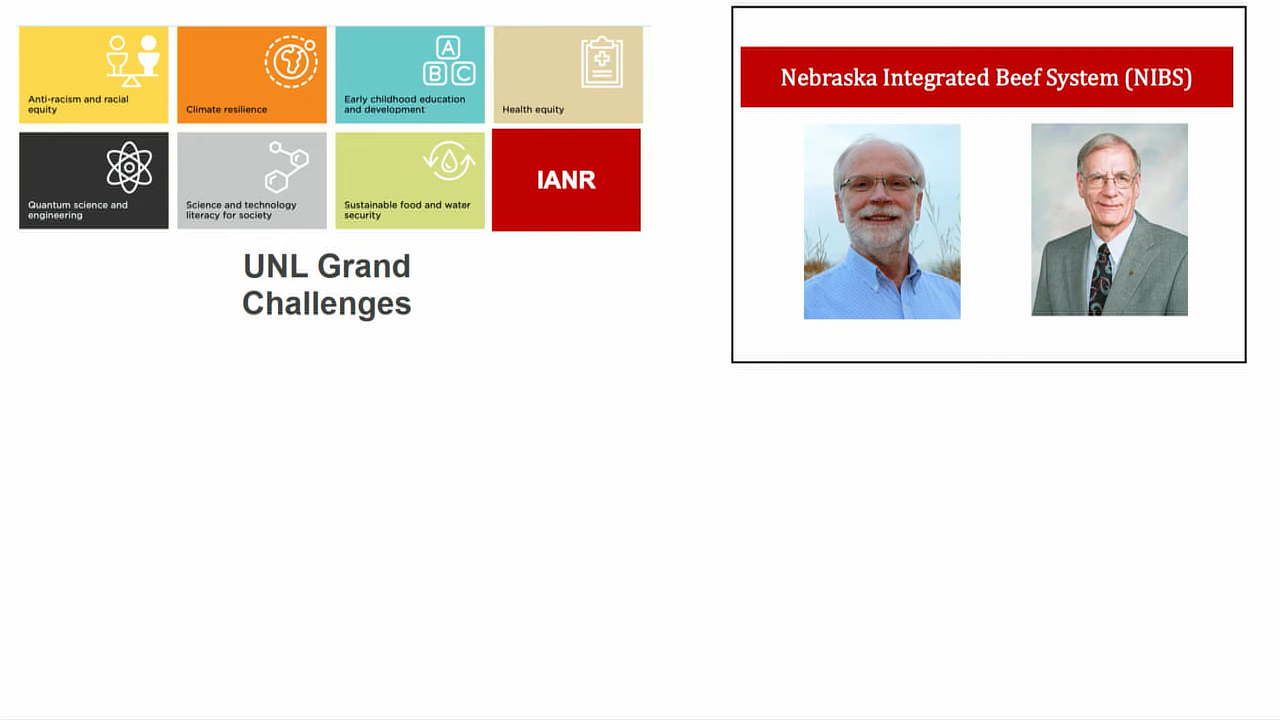 Anti-racism and racial
equity
Climate resilience
A
B C
Early childhood education
and development
Health equity
Quantum science and
engineering
Science and technology
literacy for society
Sustainable food and water
security
IANR
UNL Grand
Challenges
Nebraska Integrated Beef System (NIBS)